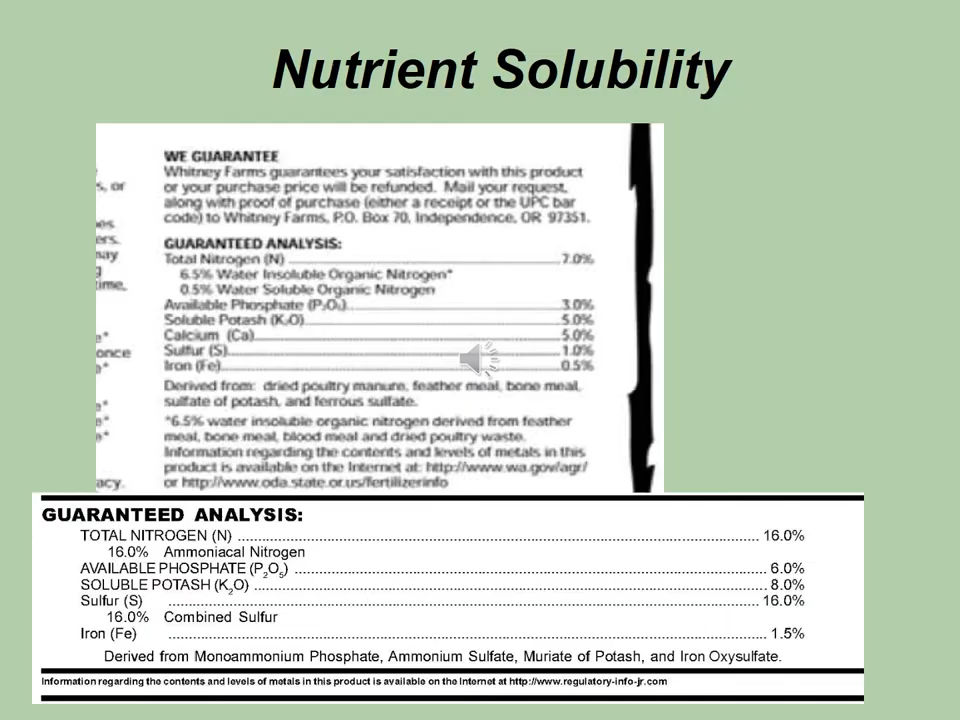 Nutrient Solubility
WE GUARANTEE
Whitney Farms guarantees your satisfaction with this product
s, or
or your purchase price will be refunded. Mail your request,
along with proof of purchase (either a receipt or the UPC bar
code) to Whitney Farms, P.O. Box 70, Independence, OR 97351.
ers.
GUARANTEED ANALYSIS:
Total Nitrogen (N) 7.0%
6.5% Water Insoluble Organic Nitrogen*
time,
0.5% Water Soluble Organic Nitrogen
Available Phosphate (P₂O₅) 3.0%
Soluble Potash (K₂O) 5.0%
Calcium (Ca) 5.0%
once
Sulfur (S) 1.0%
Iron (Fe) 0.5%
Derived from: dried poultry manure, feather meal, bone meal,
sulfate of potash, and ferrous sulfate.
*6.5% water insoluble organic nitrogen derived from feather
meal, bone meal, blood meal and dried poultry waste.
Information regarding the contents and levels of metals in this
product is available on the Internet at: http://www.wa.gov/agr/
acy. or http://www.oda.state.or.us/fertilizerinfo
GUARANTEED ANALYSIS:
TOTAL NITROGEN (N) 16.0%
16.0% Ammoniacal Nitrogen
AVAILABLE PHOSPHATE (P₂O₅) 6.0%
SOLUBLE POTASH (K₂O) 8.0%
Sulfur (S) 16.0%
16.0% Combined Sulfur
Iron (Fe) 1.5%
Derived from Monoammonium Phosphate, Ammonium Sulfate, Muriate of Potash, and Iron Oxysulfate.
Information regarding the contents and levels of metals in this product is available on the Internet at http://www.regulatory-info-jr.com